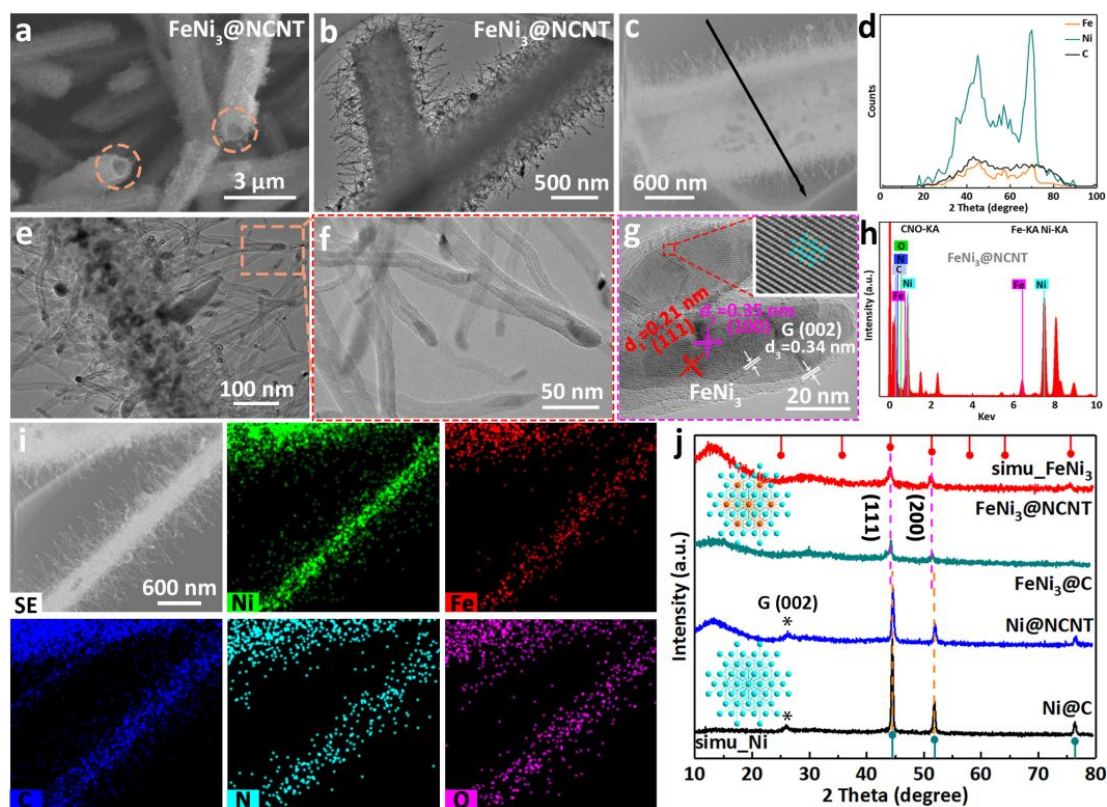 a
FeNi3@NCNT
3 μm
b
FeNi3@NCNT
500 nm
c
600 nm
d
Fe
Ni
C
Counts
0 20 40 60 80 100
2 Theta (degree)
e
100 nm
f
50 nm
g
d1=0.21 nm
(111)
d2=0.35 nm
(100)
G (002)
d3=0.34 nm
FeNi3
20 nm
h
CNO-KA
Fe-KA Ni-KA
FeNi3@NCNT
O
N
C
Fe
Ni
Fe
Ni
Intensity (a.u.)
0 2 4 6 8 10
Kev
i
SE
600 nm
Ni
Fe
C
N
O
j
simu_FeNi3
FeNi3@NCNT
(111)
(200)
FeNi3@C
G (002)
*
Ni@NCNT
*
Ni@C
simu_Ni
Intensity (a.u.)
10 20 30 40 50 60 70 80
2 Theta (degree)